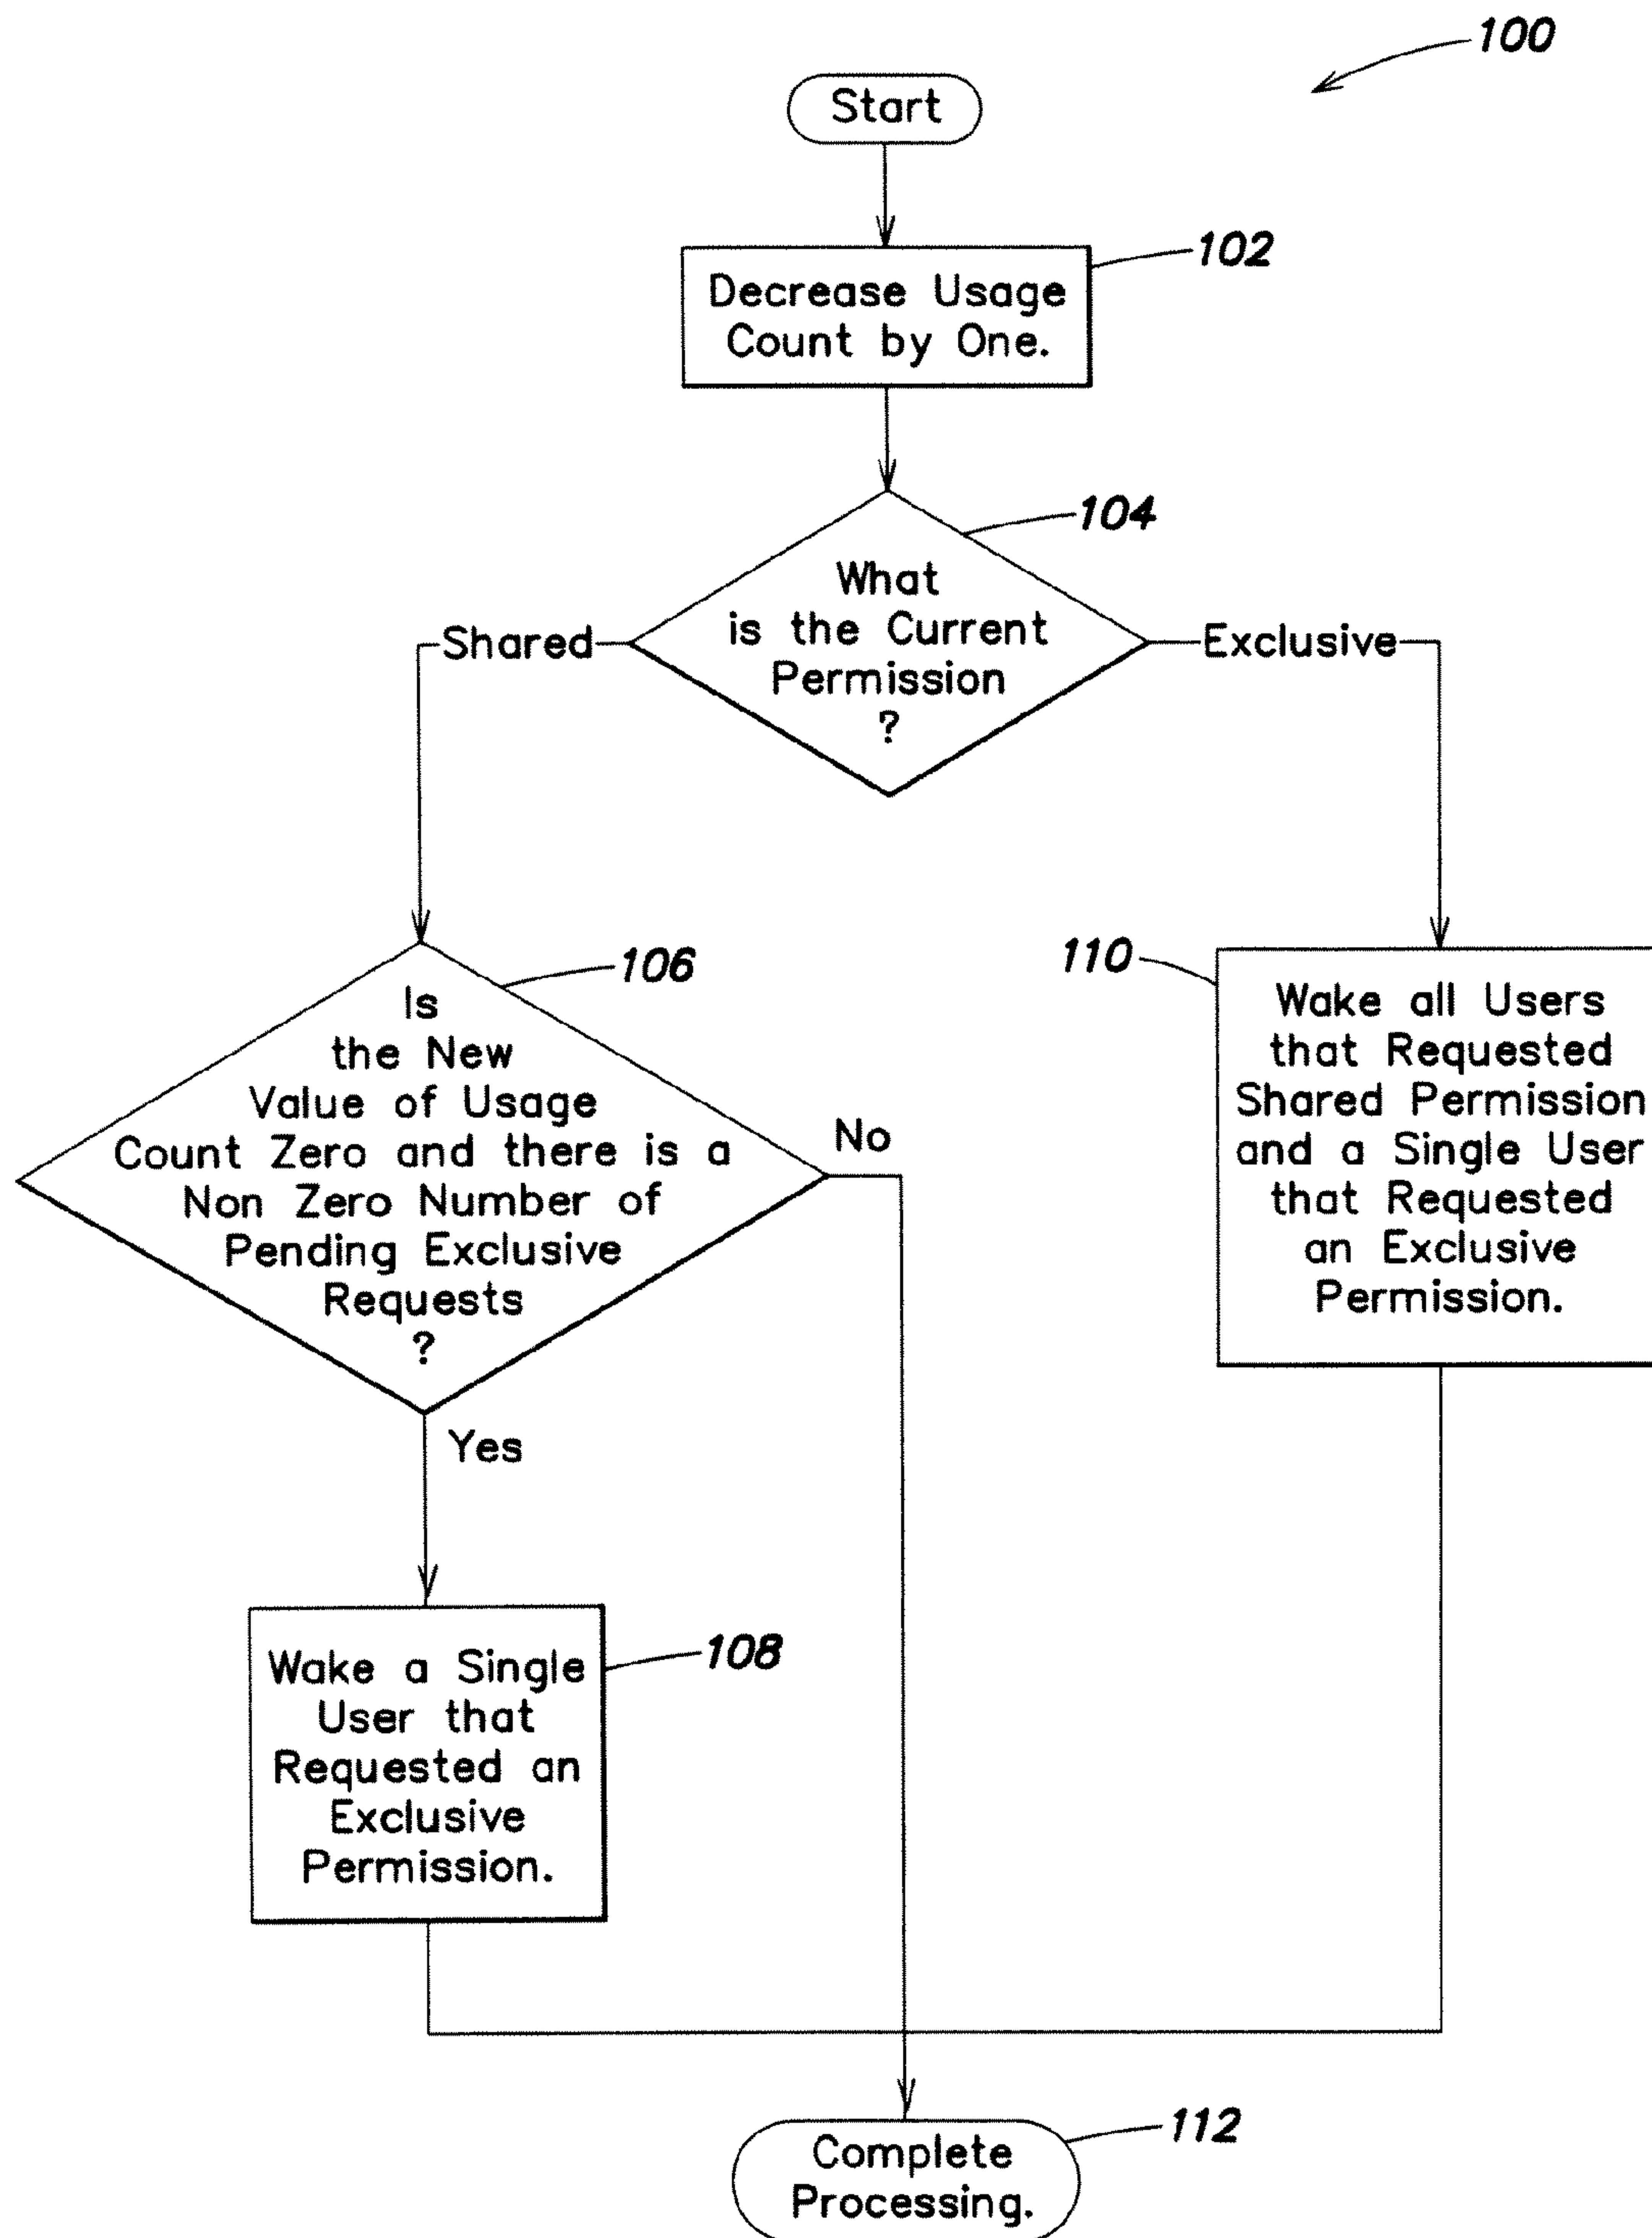 100
Start
102
Decrease Usage
Count by One.
104
What
is the Current
Permission
?
Shared
Exclusive
106
Is
the New
Value of Usage
Count Zero and there is a
Non Zero Number of
Pending Exclusive
Requests
?
No
Yes
110
Wake all Users
that Requested
Shared Permission
and a Single User
that Requested
an Exclusive
Permission.
108
Wake a Single
User that
Requested an
Exclusive
Permission.
112
Complete
Processing.